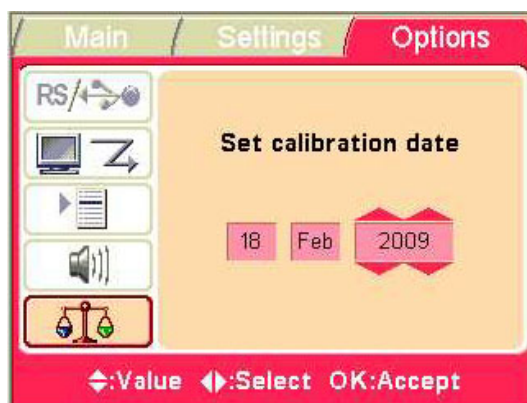 Main Settings Options
RS/
Set calibration date
18 Feb 2009
:Value :Select OK:Accept